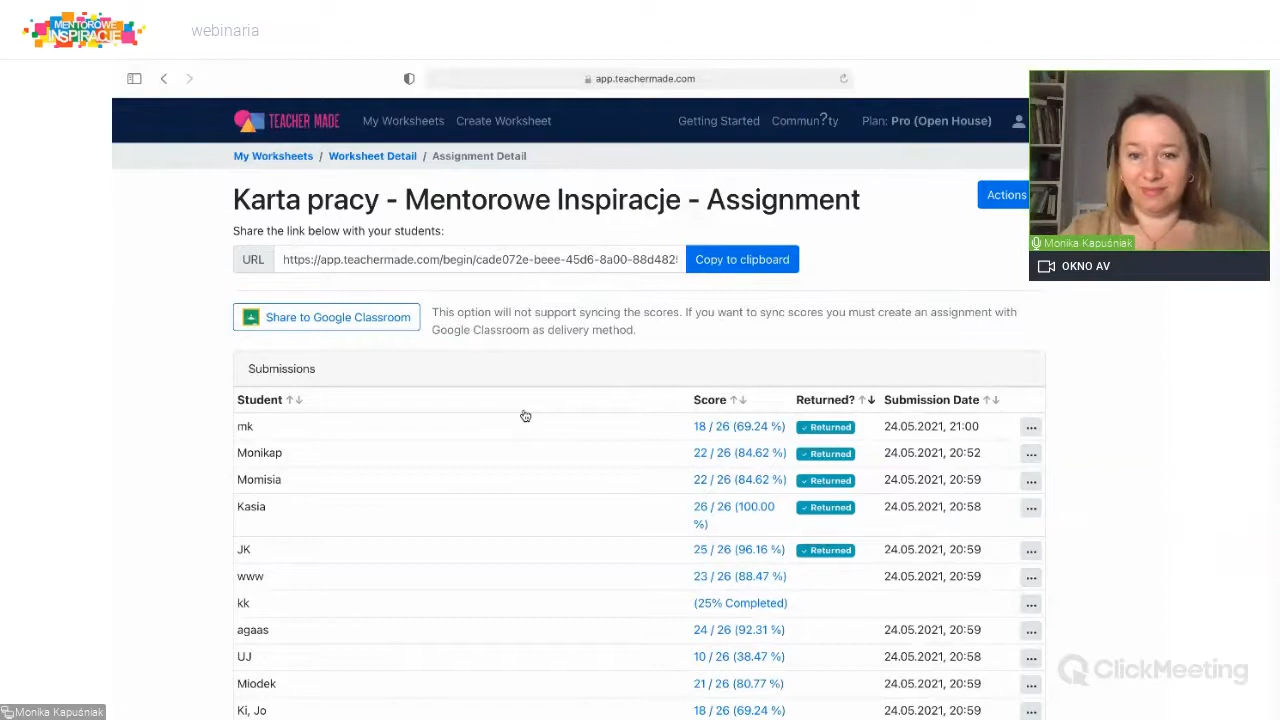 MENTOROWE
INSPIRACJE
webinaria
app.teachermade.com
TEACHER MADE
My Worksheets
Create Worksheet
Getting Started
Commun?ty
Plan: Pro (Open House)
My Worksheets / Worksheet Detail / Assignment Detail
Karta pracy - Mentorowe Inspiracje - Assignment
Actions
Share the link below with your students:
URL
https://app.teachermade.com/begin/cade072e-beee-45d6-8a00-88d482
Copy to clipboard
Share to Google Classroom
This option will not support syncing the scores. If you want to sync scores you must create an assignment with
Google Classroom as delivery method.
Submissions
Student Score Returned? Submission Date
mk 18 / 26 (69.24 %) Returned 24.05.2021, 21:00 ...
Monikap 22 / 26 (84.62 %) Returned 24.05.2021, 20:52 ...
Momisia 22 / 26 (84.62 %) Returned 24.05.2021, 20:59 ...
Kasia 26 / 26 (100.00 Returned 24.05.2021, 20:58 ...
%)
JK 25 / 26 (96.16 %) Returned 24.05.2021, 20:59 ...
www 23 / 26 (88.47 %) 24.05.2021, 20:59 ...
kk (25% Completed) ...
agaas 24 / 26 (92.31 %) 24.05.2021, 20:59 ...
UJ 10 / 26 (38.47 %) 24.05.2021, 20:58 ...
Miodek 21 / 26 (80.77 %) 24.05.2021, 20:59 ...
Ki, Jo 18 / 26 (69.24 %) 24.05.2021, 20:59 ...
Monika Kapuśniak
OKNO AV
ClickMeeting
Monika Kapuśniak